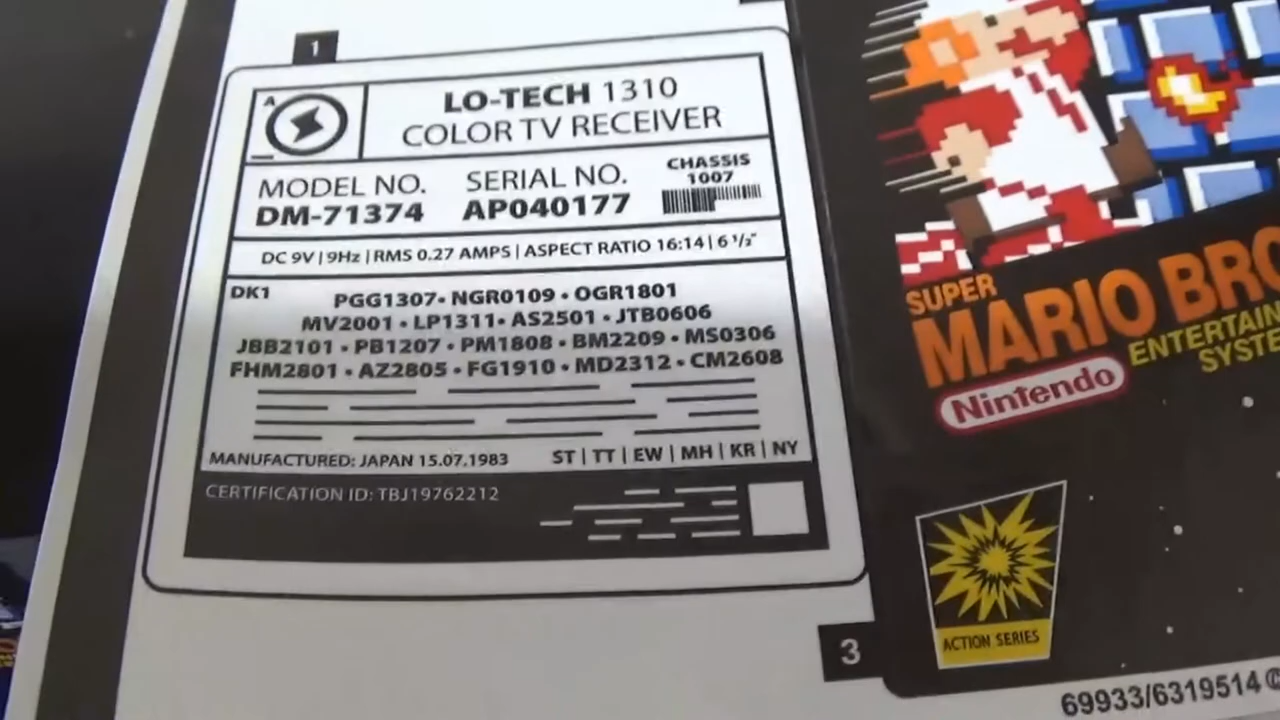 1
A
LO-TECH 1310
COLOR TV RECEIVER
MODEL NO.
DM-71374
SERIAL NO.
AP040177
CHASSIS
1007
DC 9V | 9Hz | RMS 0.27 AMPS | ASPECT RATIO 16:14 | 6 ½"
DK1
PGG1307• NGR0109 • OGR1801
MV2001 • LP1311• AS2501 • JTB0606
JBB2101 • PB1207 • PM1808 • BM2209 • MS0306
FHM2801 • AZ2805 • FG1910 • MD2312 • CM2608
MANUFACTURED: JAPAN 15.07.1983
ST | TT | EW | MH | KR | NY
CERTIFICATION ID: TBJ19762212
SUPER
MARIO BRO
Nintendo
ENTERTAIN
SYSTE
ACTION SERIES
3
69933/6319514 ©